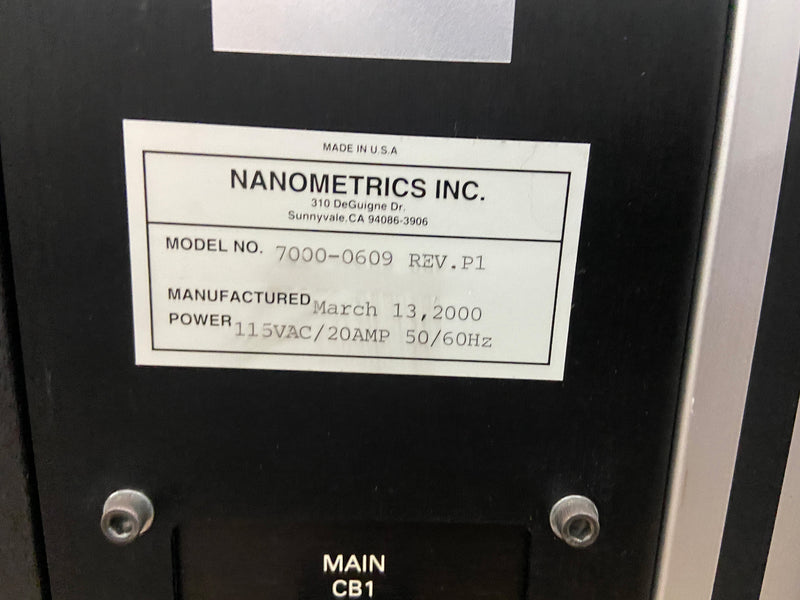 MADE IN U.S.A
NANOMETRICS INC.
310 DeGuigne Dr.
Sunnyvale.CA 94086-3906
MODEL NO. 7000-0609 REV.P1
MANUFACTURED March 13,2000
POWER 115VAC/20AMP 50/60Hz
MAIN
CB1